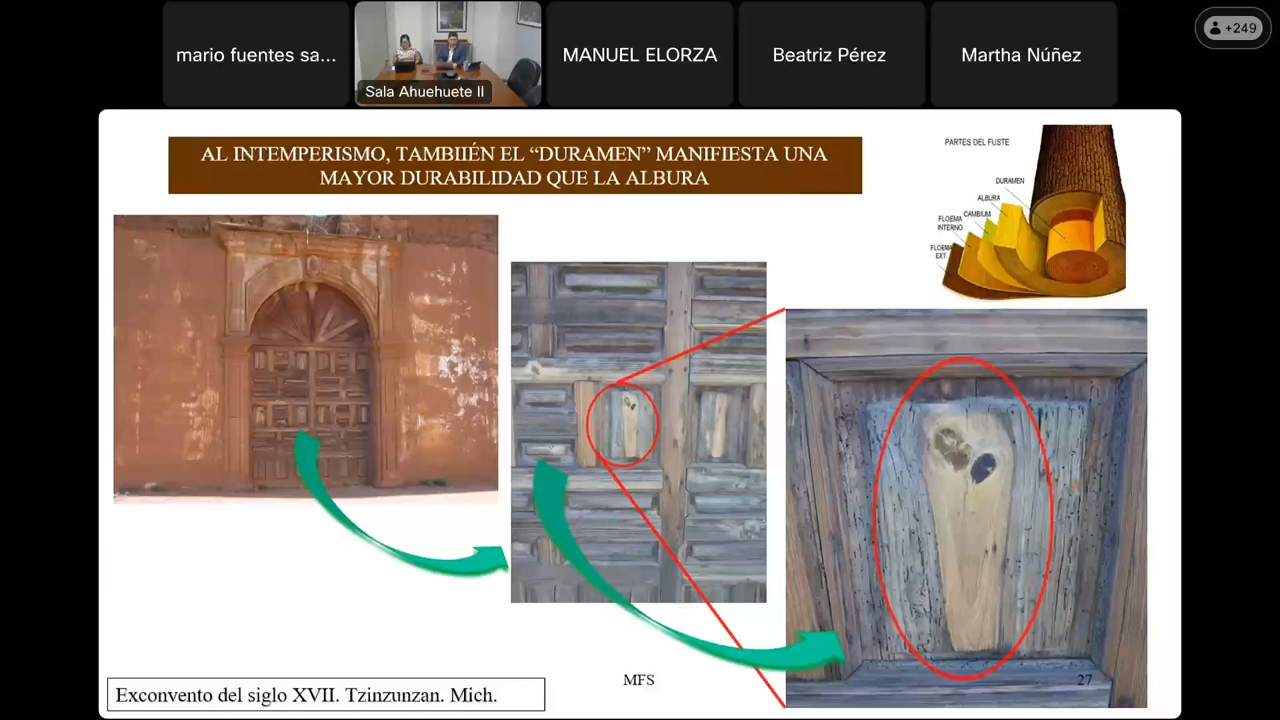 mario fuentes sa...
Sala Ahuehuete II
MANUEL ELORZA
Beatriz Pérez
Martha Núñez
+249
AL INTEMPERISMO, TAMBIIÉN EL “DURAMEN” MANIFIESTA UNA
MAYOR DURABILIDAD QUE LA ALBURA
PARTES DEL FUSTE
DURAMEN
ALBURA
CAMBIUM
FLOEMA
INTERNO
FLOEMA
EXT
Exconvento del siglo XVII. Tzinzunzan. Mich.
MFS
27